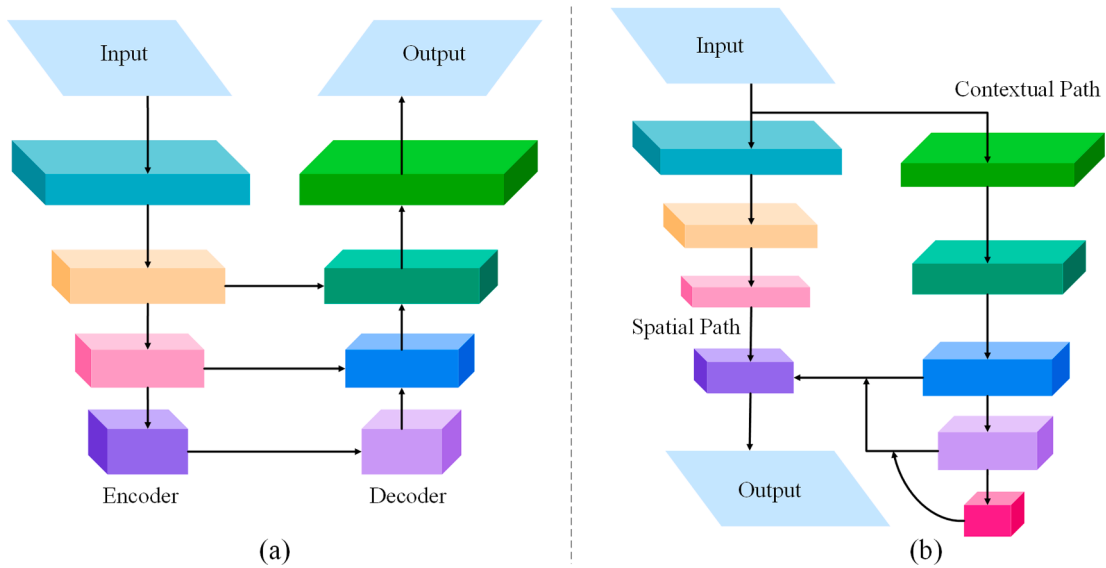 Input
Output
Encoder
Decoder
(a)
Input
Contextual Path
Spatial Path
Output
(b)